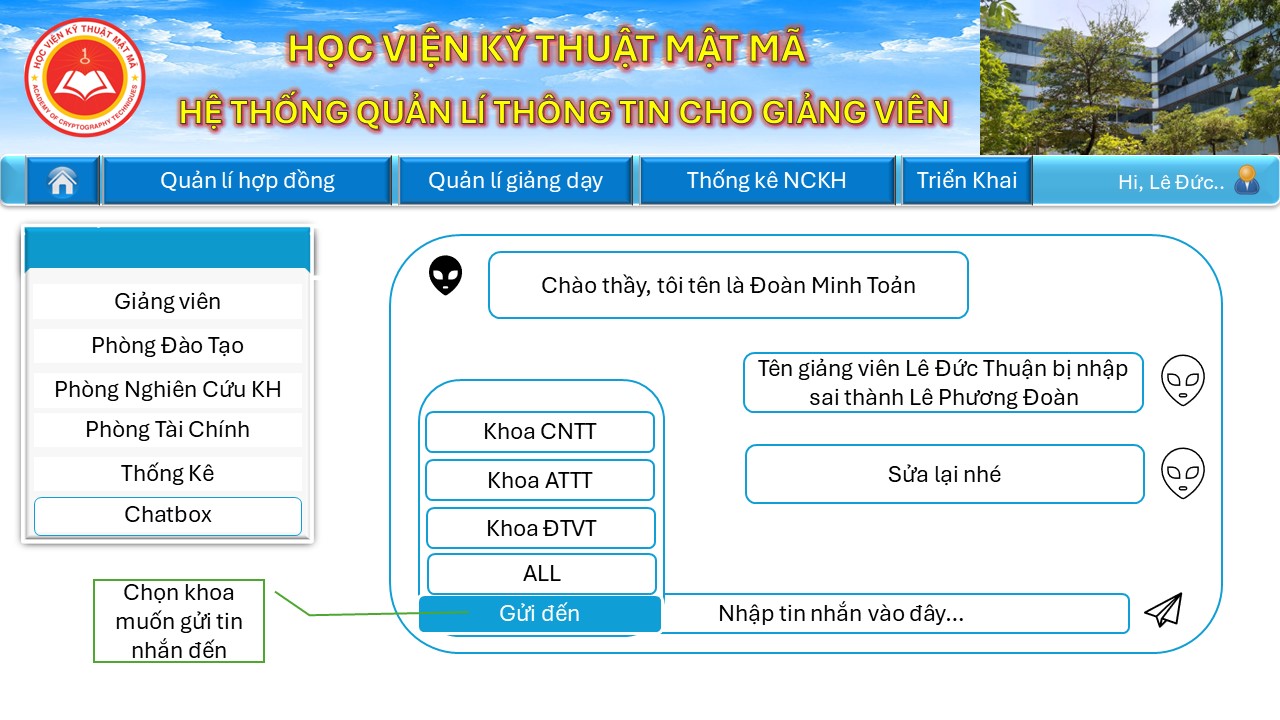 HỌC VIỆN KỸ THUẬT MẬT MÃ
ACADEMY OF CRYPTOGRAPHY TECHNIQUES
HỌC VIỆN KỸ THUẬT MẬT MÃ
HỆ THỐNG QUẢN LÍ THÔNG TIN CHO GIẢNG VIÊN
Quản lí hợp đồng
Quản lí giảng dạy
Thống kê NCKH
Triển Khai
Hi, Lê Đức..
Giảng viên
Phòng Đào Tạo
Phòng Nghiên Cứu KH
Phòng Tài Chính
Thống Kê
Chatbox
Chào thầy, tôi tên là Đoàn Minh Toản
Tên giảng viên Lê Đức Thuận bị nhập
sai thành Lê Phương Đoàn
Sửa lại nhé
Khoa CNTT
Khoa ATTT
Khoa ĐTVT
ALL
Gửi đến
Nhập tin nhắn vào đây...
Chọn khoa
muốn gửi tin
nhắn đến